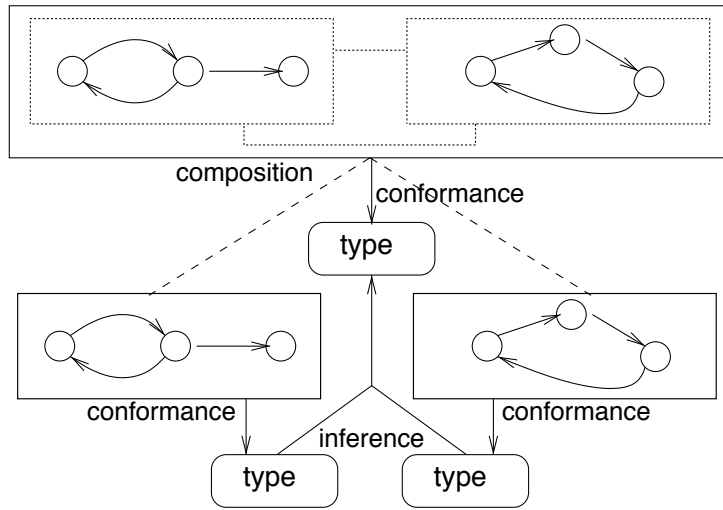 composition
conformance
type
conformance
inference
conformance
type
type